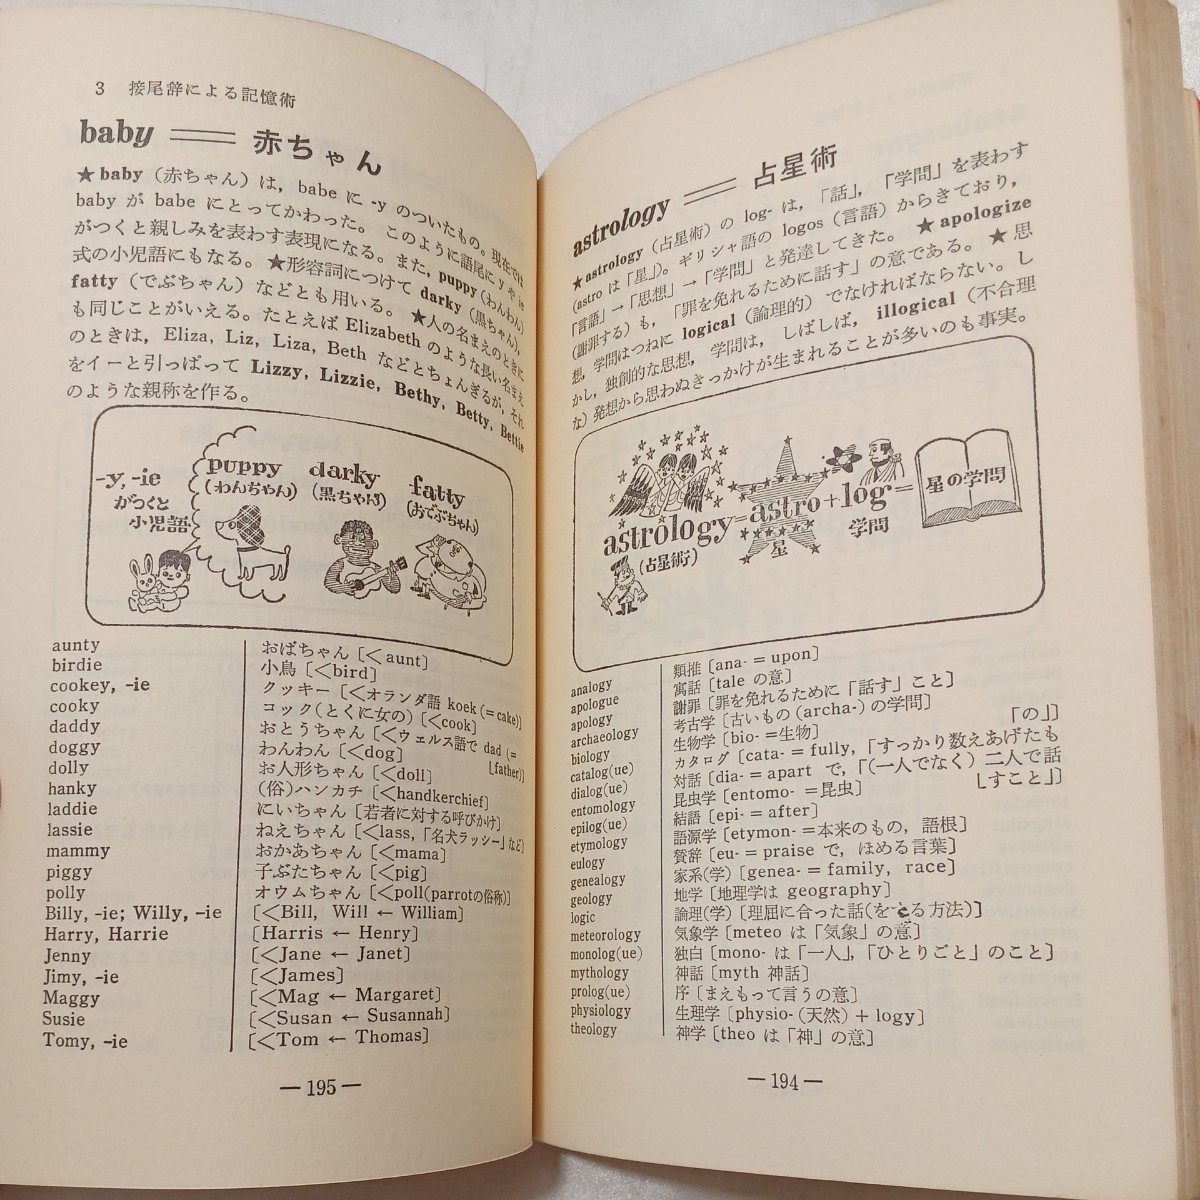 3 接尾辞による記憶術
baby ═ 赤ちゃん
★baby(赤ちゃん)は, babe に -y のついたもの。現在では
baby が babe にとってかわった。このように語尾に y や ie
がつくと親しみを表わす表現になる。また, puppy(わんわん)
式の小児語にもなる。★形容詞につけて darky(黒ちゃん),
fatty(でぶちゃん)などとも用いる。★人の名まえのときに
も同じことがいえる。たとえば Elizabeth のような長い名まえ
のときは, Eliza, Liz, Liza, Beth などとちょんぎるが, それ
をイーと引っぱって Lizzy, Lizzie, Bethy, Betty, Bettie
のような親称を作る。
-y, -ie
がつくと
小児語
puppy
(わんちゃん)
darky
(黒ちゃん)
fatty
(おでぶちゃん)
aunty おばちゃん [<aunt]
birdie 小鳥 [<bird]
cookey, -ie クッキー [<オランダ語 koek (=cake)]
cooky コック(とくに女の) [<cook]
daddy おとうちゃん [<ウェルス語で dad (=father)]
doggy わんわん [<dog]
dolly お人形ちゃん [<doll]
hanky (俗)ハンカチ [<handkerchief]
laddie にいちゃん [若者に対する呼びかけ]
lassie ねえちゃん [<lass,「名犬ラッシー」など]
mammy おかあちゃん [<mama]
piggy 子ぶたちゃん [<pig]
polly オウムちゃん [<poll(parrotの俗称)]
Billy, -ie; Willy, -ie [<Bill, Will ← William]
Harry, Harrie [Harris ← Henry]
Jenny [<Jane ← Janet]
Jimy, -ie [<James]
Maggy [<Mag ← Margaret]
Susie [<Susan ← Susannah]
Tomy, -ie [<Tom ← Thomas]
—195—
astrology ═ 占星術
★astrology(占星術)の log- は,「話」,「学問」を表わす
(astro は「星」)。ギリシャ語の logos(言語)からきており,
「言語」→「思想」→「学問」と発達してきた。★apologize
(謝罪する)も,「罪を免れるために話す」の意である。★思
想, 学問はつねに logical(論理的)でなければならない。し
かし, 独創的な思想, 学問は, しばしば, illogical(不合理
な)発想から思わぬきっかけが生まれることが多いのも事実。
astrology=astro+log=
(占星術)
星
学問
星の学問
analogy 類推 [ana- = upon]
apologue 寓話 [tale の意]
apology 謝罪 [罪を免れるために「話す」こと]
archaeology 考古学 [古いもの(archa-)の学問]
biology 生物学 [bio- =生物]
catalog(ue) カタログ [cata- = fully,「すっかり数えあげたもの」]
dialog(ue) 対話 [dia- = apart で,「(一人でなく)二人で話すこと」]
entomology 昆虫学 [entomo- =昆虫]
epilog(ue) 結語 [epi- = after]
etymology 語源学 [etymon- =本来のもの, 語根]
eulogy 賛辞 [eu- = praise で, ほめる言葉]
genealogy 家系(学) [genea- = family, race]
geology 地学 [地理学は geography]
logic 論理(学) [理屈に合った話(をする方法)]
meteorology 気象学 [meteo は「気象」の意]
monolog(ue) 独白 [mono- は「一人」,「ひとりごと」のこと]
mythology 神話 [myth 神話]
prolog(ue) 序 [まえもって言うの意]
physiology 生理学 [physio- (天然) + logy]
theology 神学 [theo は「神」の意]
—194—